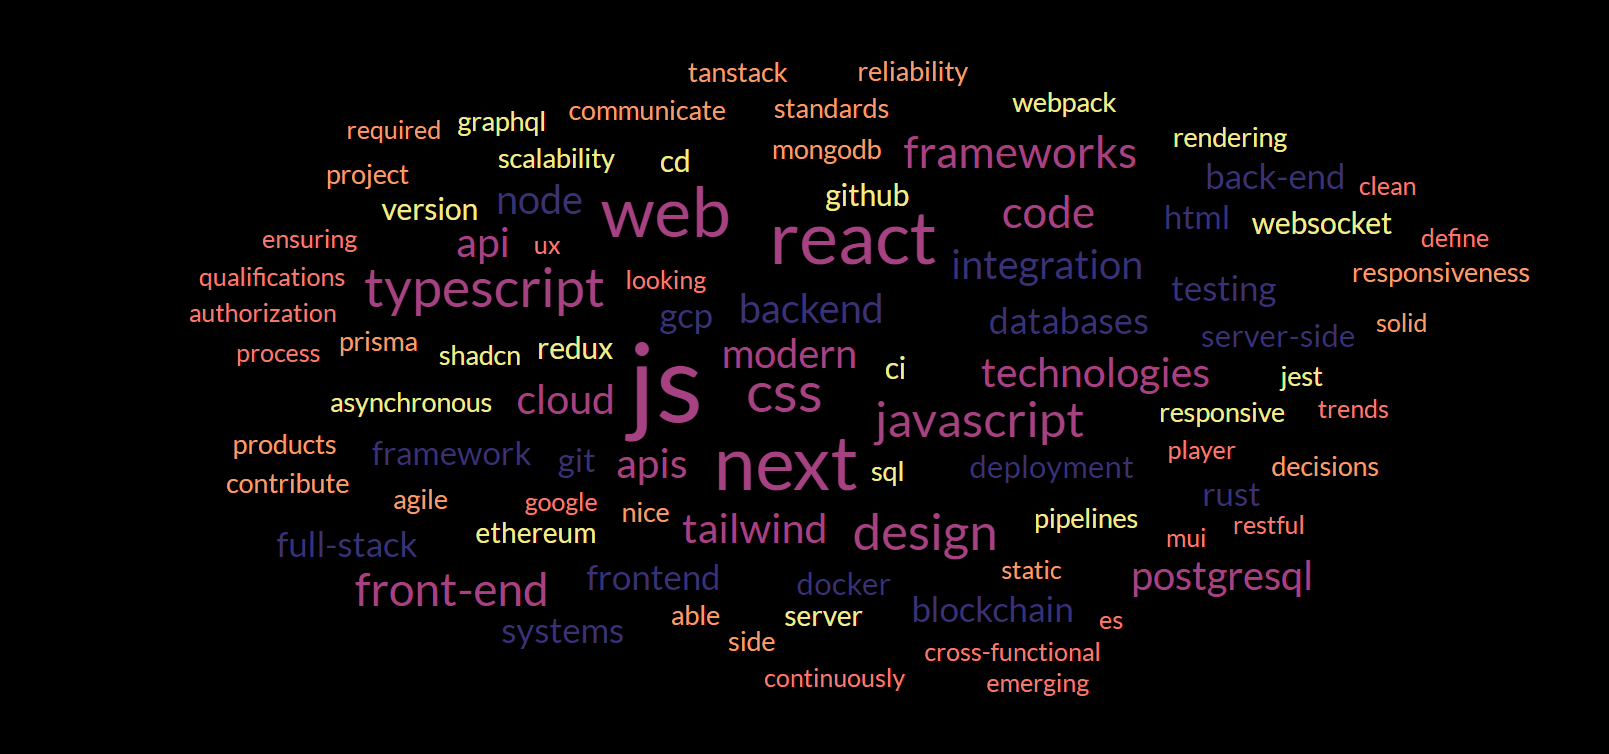 tanstack
reliability
webpack
communicate
standards
required
graphql
rendering
scalability
cd
mongodb
frameworks
project
back-end
clean
version
node
web
github
code
html
websocket
ensuring
api
ux
react
define
qualifications
typescript
looking
integration
responsiveness
authorization
gcp
backend
testing
databases
solid
process
prisma
shadcn
redux
modern
server-side
asynchronous
cloud
js
css
ci
technologies
jest
javascript
responsive
trends
products
framework
git
apis
next
sql
deployment
player
decisions
contribute
agile
google
nice
rust
full-stack
ethereum
tailwind
design
pipelines
mui
restful
front-end
frontend
docker
static
postgresql
systems
able
server
blockchain
es
side
cross-functional
continuously
emerging